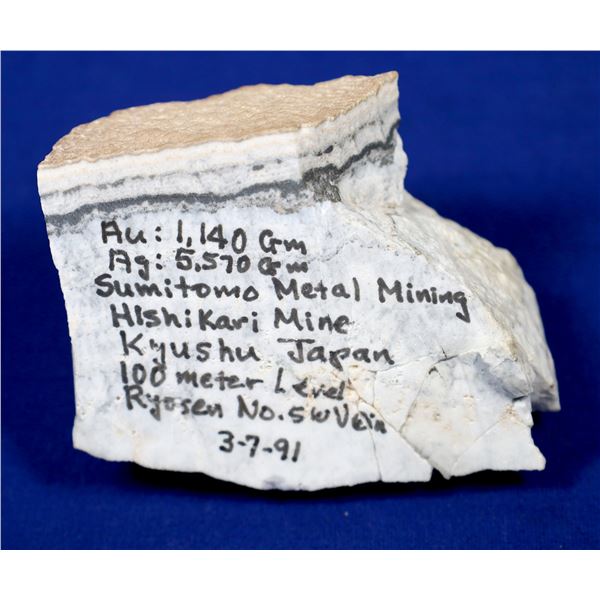 Au: 1,140 Gm
Ag: 5,570 Gm
Sumitomo Metal Mining
HIshikari Mine
Kyushu Japan
100 meter Level
Ryosen No.5W Vein
3-7-91